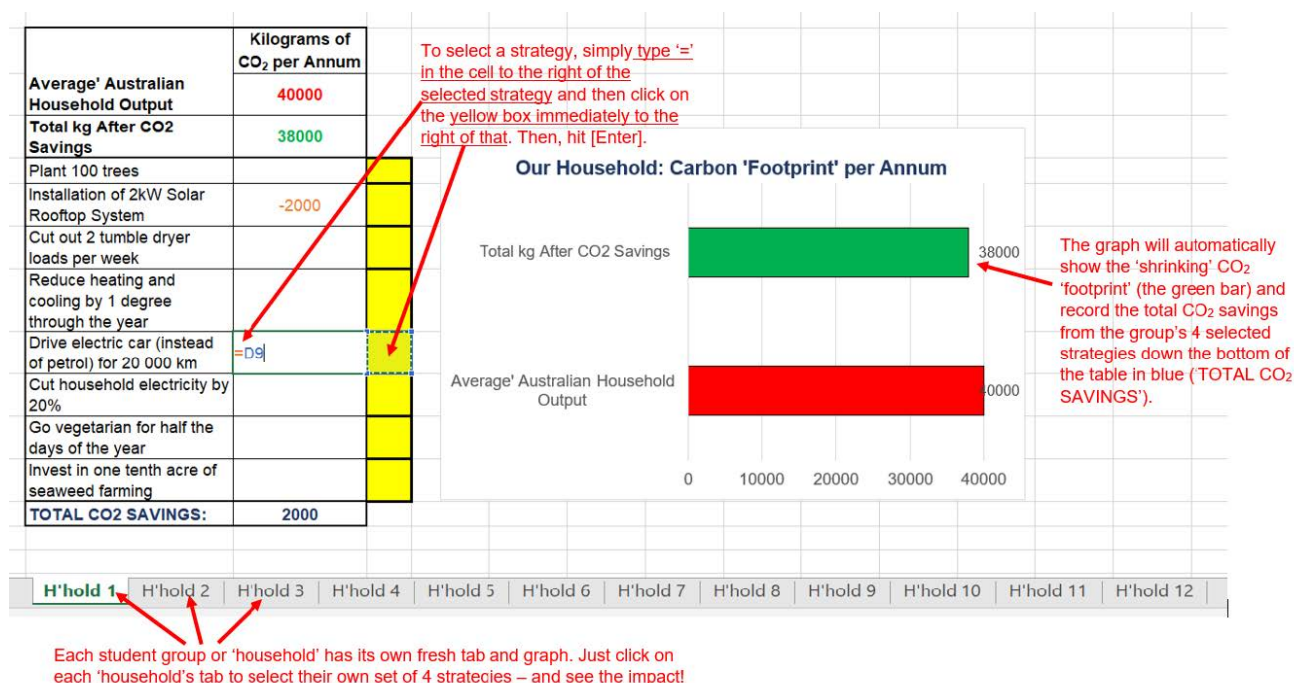 Kilograms of
CO₂ per Annum
Average' Australian
Household Output
40000
Total kg After CO2
Savings
38000
Plant 100 trees
Installation of 2kW Solar
Rooftop System
-2000
Cut out 2 tumble dryer
loads per week
Reduce heating and
cooling by 1 degree
through the year
Drive electric car (instead
of petrol) for 20 000 km
=D9
Cut household electricity by
20%
Go vegetarian for half the
days of the year
Invest in one tenth acre of
seaweed farming
TOTAL CO2 SAVINGS:
2000
To select a strategy, simply type ‘=’
in the cell to the right of the
selected strategy and then click on
the yellow box immediately to the
right of that. Then, hit [Enter].
Our Household: Carbon 'Footprint' per Annum
Total kg After CO2 Savings
38000
Average' Australian Household
Output
40000
0 10000 20000 30000 40000
The graph will automatically
show the ‘shrinking’ CO₂
‘footprint’ (the green bar) and
record the total CO₂ savings
from the group’s 4 selected
strategies down the bottom of
the table in blue (‘TOTAL CO₂
SAVINGS’).
H'hold 1 H'hold 2 H'hold 3 H'hold 4 H'hold 5 H'hold 6 H'hold 7 H'hold 8 H'hold 9 H'hold 10 H'hold 11 H'hold 12
Each student group or ‘household’ has its own fresh tab and graph. Just click on
each ‘household’s tab to select their own set of 4 strategies – and see the impact!